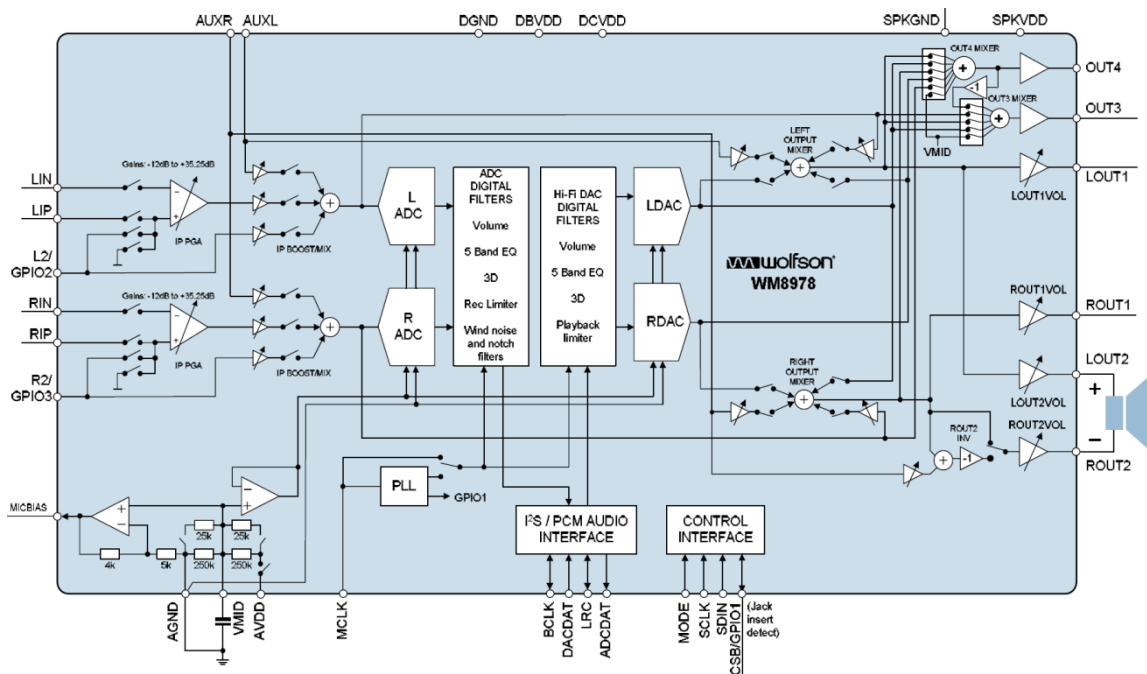 AUXR
AUXL
DGND
DBVDD
DCVDD
SPKGND
SPKVDD
OUT4 MIXER
OUT4
-1
OUT3 MIXER
OUT3
VMID
LEFT
OUTPUT
MIXER
LOUT1VOL
LOUT1
Gains: -12dB to +35.25dB
LIN
LIP
L2/
GPIO2
-
+
IP PGA
IP BOOST/MIX
L
ADC
ADC
DIGITAL
FILTERS
Volume
5 Band EQ
3D
Rec Limiter
Wind noise
and notch
filters
Hi-Fi DAC
DIGITAL
FILTERS
Volume
5 Band EQ
3D
Playback
limiter
LDAC
RDAC
wolfson®
WM8978
Gains: -12dB to +35.25dB
RIN
RIP
R2/
GPIO3
-
+
IP PGA
IP BOOST/MIX
R
ADC
RIGHT
OUTPUT
MIXER
ROUT1VOL
ROUT1
LOUT2
LOUT2VOL
+
-
ROUT2
INV
-1
ROUT2VOL
ROUT2
PLL
GPIO1
MICBIAS
+
-
-
+
4k
5k
25k
25k
250k
250k
I²S / PCM AUDIO
INTERFACE
CONTROL
INTERFACE
AGND
VMID
AVDD
MCLK
BCLK
DACDAT
LRC
ADCDAT
MODE
SCLK
SDIN
CSB/GPIO1
(Jack
insert
detect)